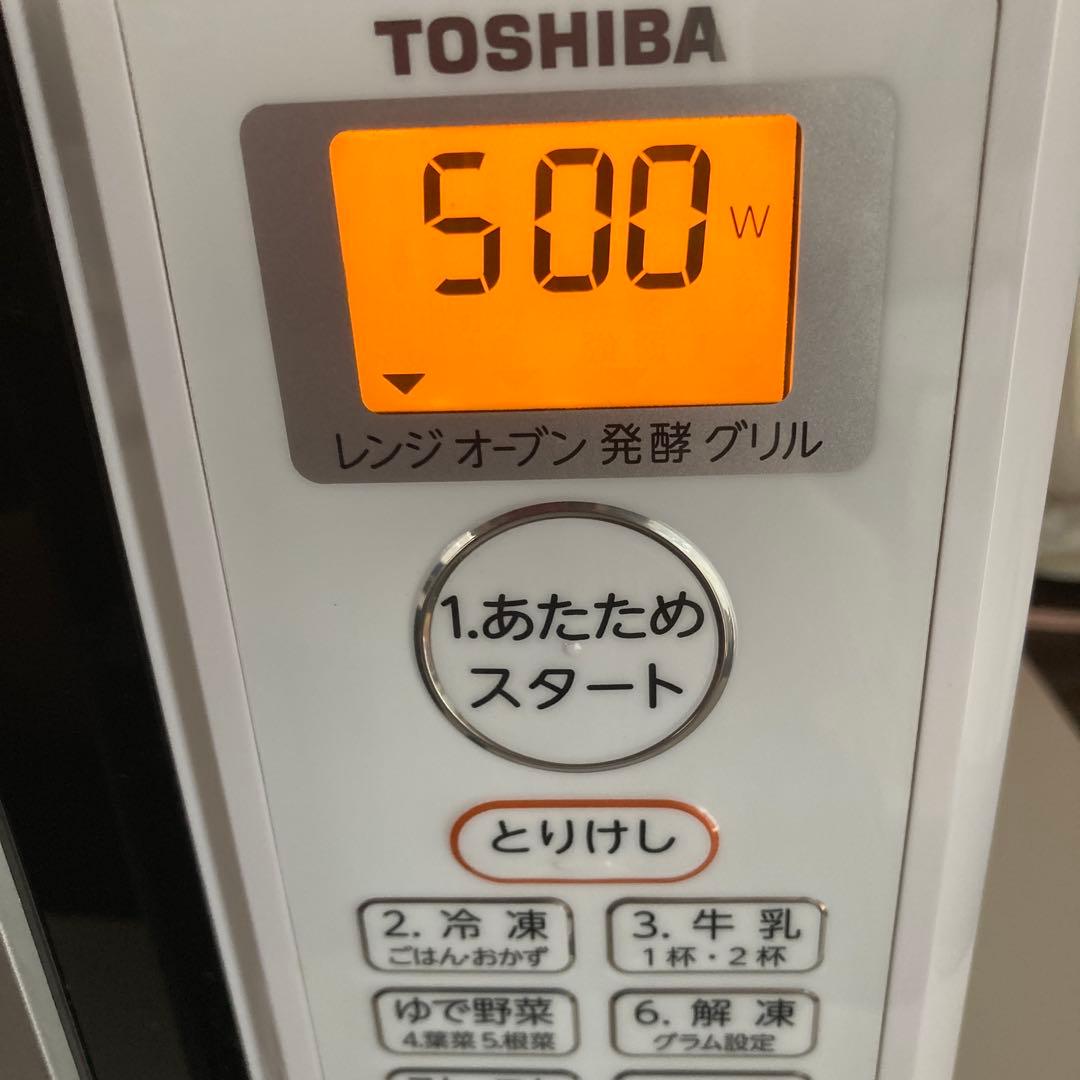 TOSHIBA
500 W
レンジ オーブン 発酵 グリル
1.あたため
スタート
とりけし
2. 冷 凍
ごはん・おかず
3. 牛 乳
1杯・2杯
ゆで野菜
4.葉菜 5.根菜
6. 解 凍
グラム設定